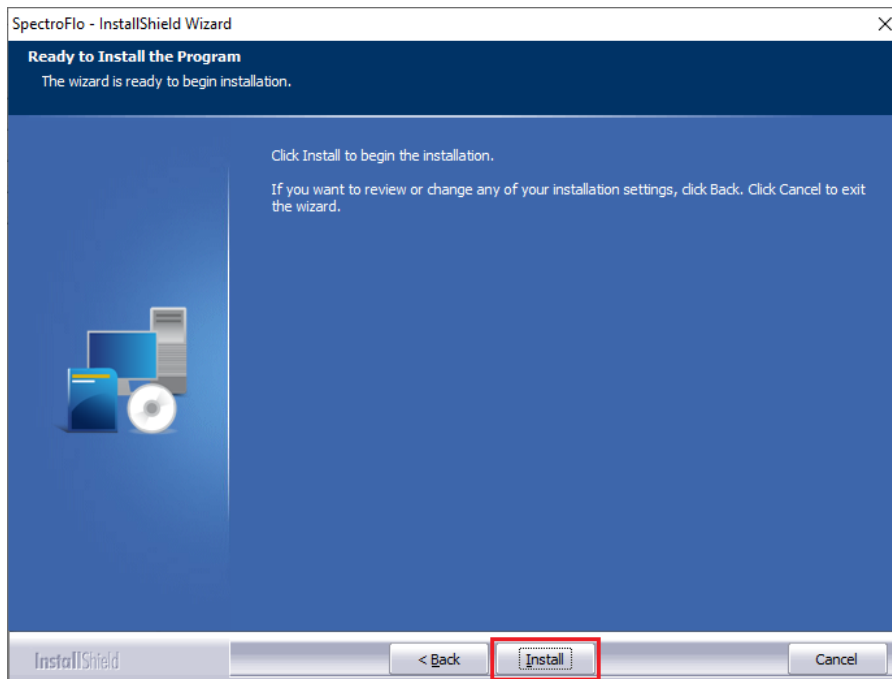 SpectroFlo - InstallShield Wizard
Ready to Install the Program
The wizard is ready to begin installation.
Click Install to begin the installation.
If you want to review or change any of your installation settings, click Back. Click Cancel to exit
the wizard.
InstallShield
< Back
Install
Cancel